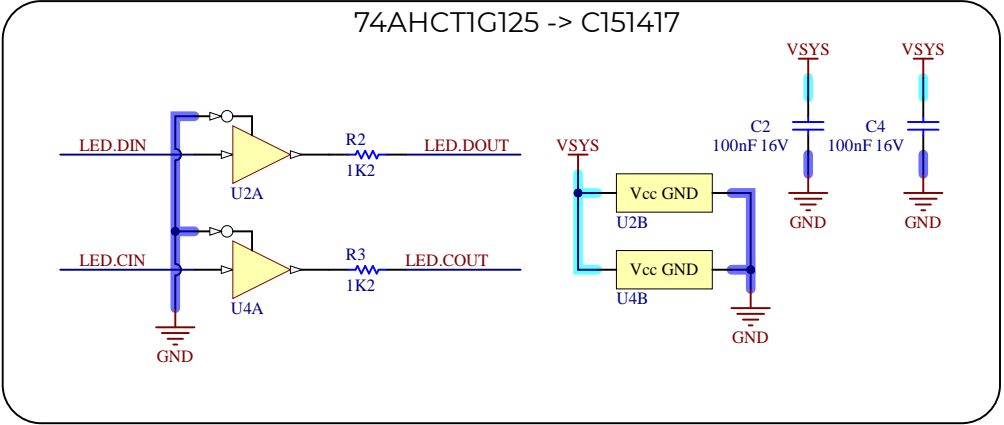 74AHCT1G125 -> C151417
LED.DIN
U2A
R2
1K2
LED.DOUT
LED.CIN
U4A
R3
1K2
LED.COUT
GND
VSYS
Vcc GND
U2B
Vcc GND
U4B
GND
VSYS
C2
100nF 16V
GND
VSYS
C4
100nF 16V
GND